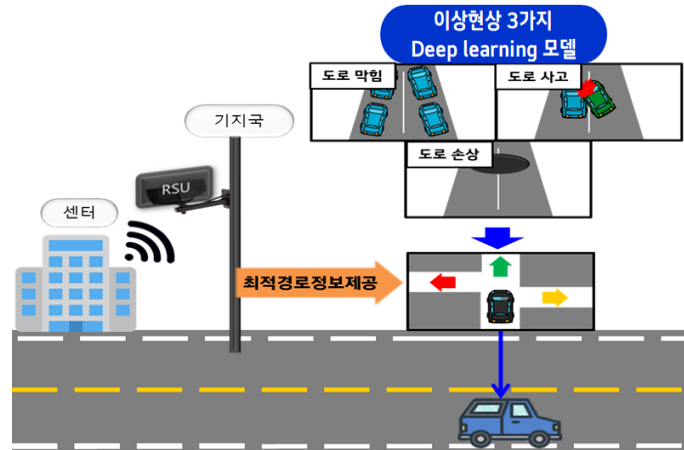 이상현상 3가지
Deep learning 모델
도로 막힘
도로 사고
기지국
도로 손상
RSU
센터
최적경로정보제공